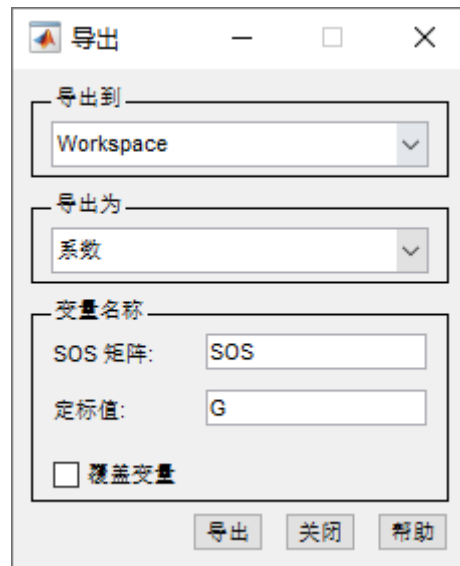 导出
导出到
Workspace
导出为
系数
变量名称
SOS 矩阵: SOS
定标值: G
覆盖变量
导出 关闭 帮助